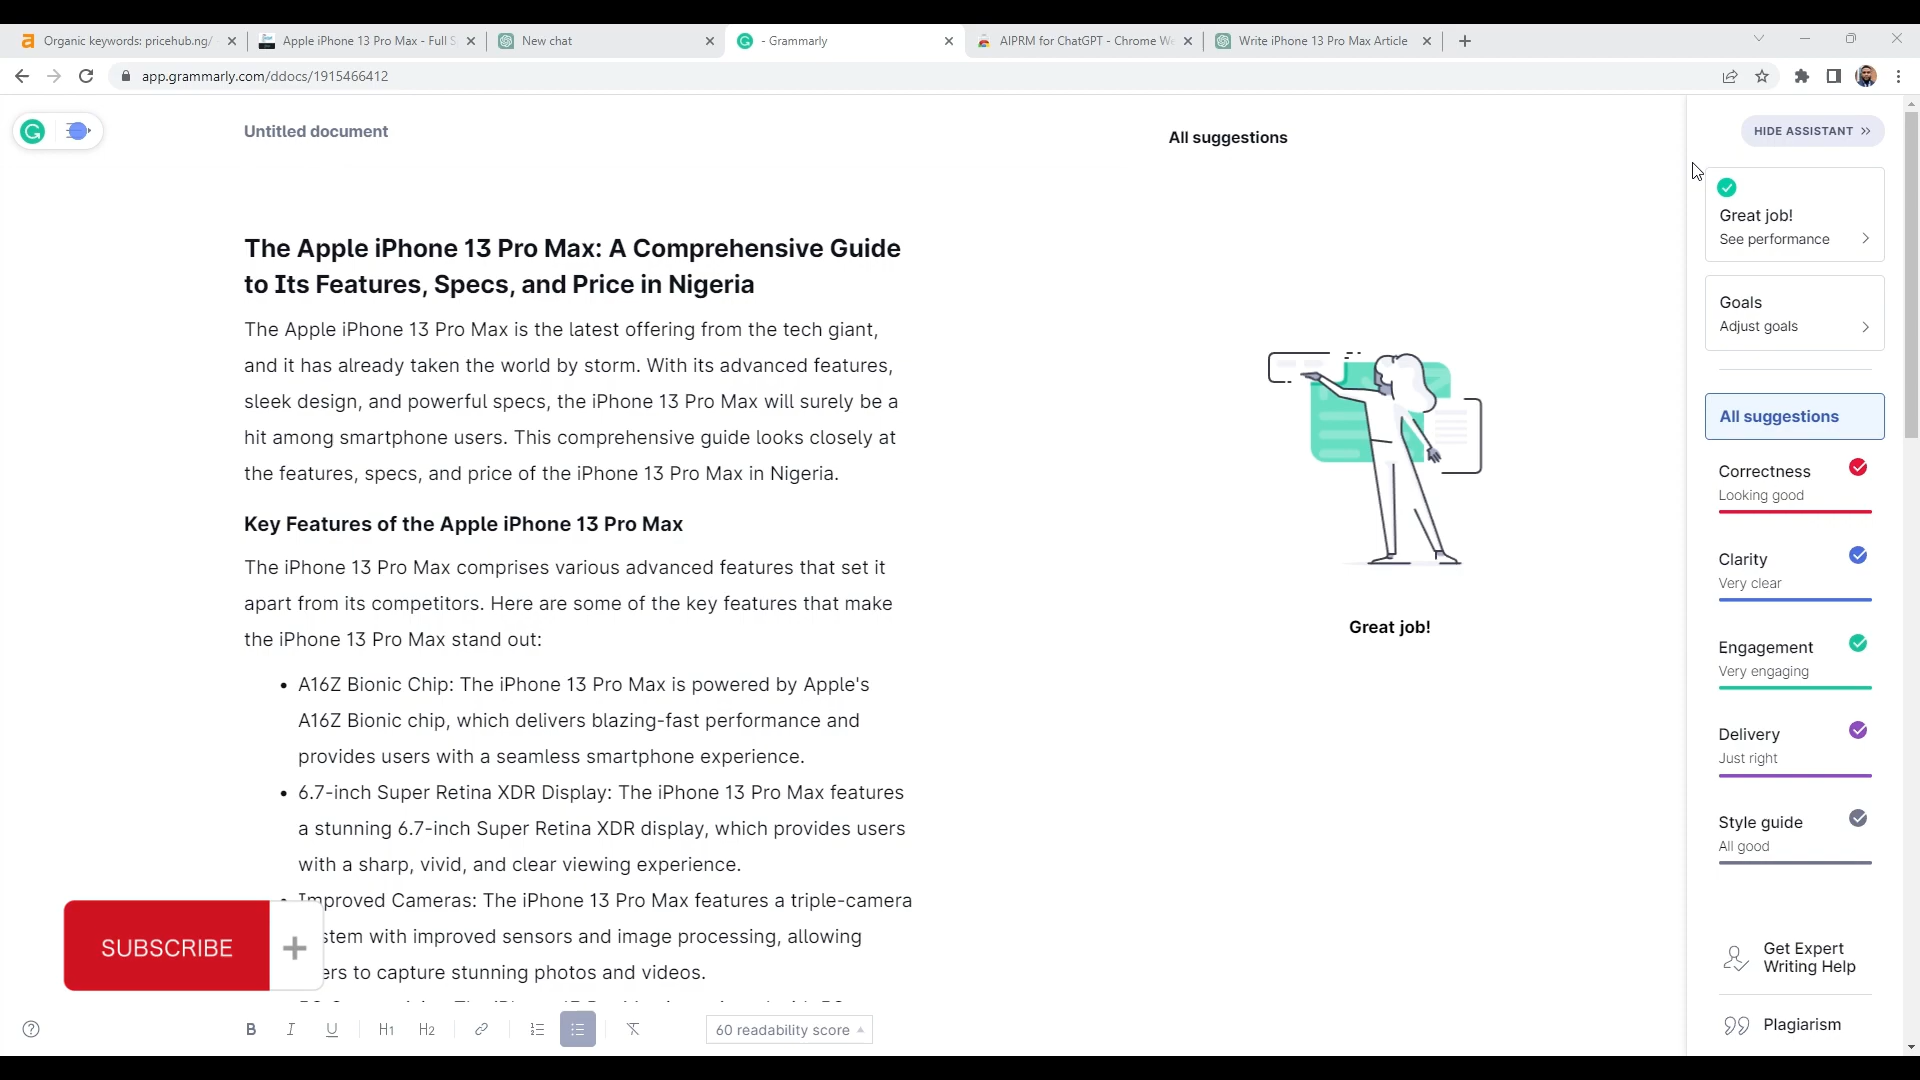 Organic keywords: pricehub.ng/
Apple iPhone 13 Pro Max - Full S
New chat
- Grammarly
AIPRM for ChatGPT - Chrome We
Write iPhone 13 Pro Max Article
app.grammarly.com/ddocs/1915466412
Untitled document
All suggestions
HIDE ASSISTANT
The Apple iPhone 13 Pro Max: A Comprehensive Guide
to Its Features, Specs, and Price in Nigeria
The Apple iPhone 13 Pro Max is the latest offering from the tech giant,
and it has already taken the world by storm. With its advanced features,
sleek design, and powerful specs, the iPhone 13 Pro Max will surely be a
hit among smartphone users. This comprehensive guide looks closely at
the features, specs, and price of the iPhone 13 Pro Max in Nigeria.
Key Features of the Apple iPhone 13 Pro Max
The iPhone 13 Pro Max comprises various advanced features that set it
apart from its competitors. Here are some of the key features that make
the iPhone 13 Pro Max stand out:
• A16Z Bionic Chip: The iPhone 13 Pro Max is powered by Apple's
A16Z Bionic chip, which delivers blazing-fast performance and
provides users with a seamless smartphone experience.
• 6.7-inch Super Retina XDR Display: The iPhone 13 Pro Max features
a stunning 6.7-inch Super Retina XDR display, which provides users
with a sharp, vivid, and clear viewing experience.
• Improved Cameras: The iPhone 13 Pro Max features a triple-camera
stem with improved sensors and image processing, allowing
ers to capture stunning photos and videos.
SUBSCRIBE +
B I U H1 H2
60 readability score
Great job!
Great job!
See performance
Goals
Adjust goals
All suggestions
Correctness
Looking good
Clarity
Very clear
Engagement
Very engaging
Delivery
Just right
Style guide
All good
Get Expert
Writing Help
Plagiarism